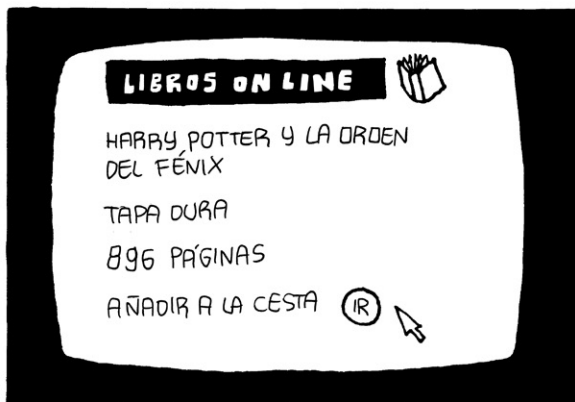 LIBROS ON LINE
HARRY POTTER Y LA ORDEN
DEL FÉNIX
TAPA DURA
896 PÁGINAS
AÑADIR A LA CESTA IR